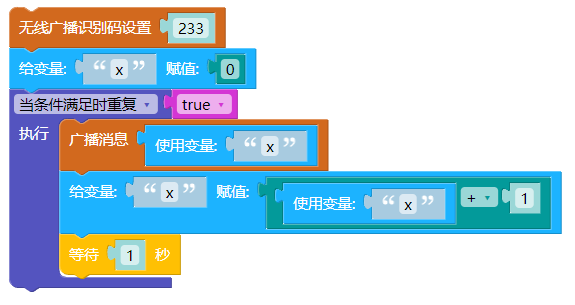 无线广播识别码设置 233
给变量: “ x ” 赋值: 0
当条件满足时重复 true
执行 广播消息 使用变量: “ x ”
给变量: “ x ” 赋值: 使用变量: “ x ” + 1
等待 1 秒